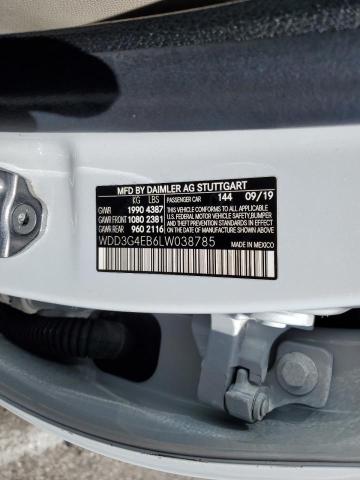 MFD BY DAIMLER AG STUTTGART
KG LBS PASSENGER CAR 144 09/19
GVWR 1990 4387 THIS VEHICLE CONFORMS TO ALL APPLICABLE
GAWR FRONT 1080 2381 U.S. FEDERAL MOTOR VEHICLE SAFETY, BUMPER
GAWR REAR 960 2116 AND THEFT PREVENTION STANDARDS IN EFFECT
ON THE DATE OF MANUFACTURE SHOWN ABOVE.
WDD3G4EB6LW038785 MADE IN MEXICO